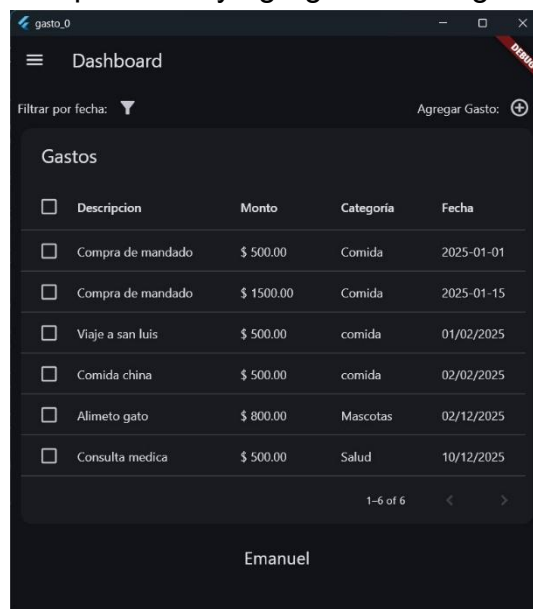 gasto_0
Dashboard
DEBUG
Filtrar por fecha:
Agregar Gasto:
Gastos
Descripcion Monto Categoría Fecha
Compra de mandado $ 500.00 Comida 2025-01-01
Compra de mandado $ 1500.00 Comida 2025-01-15
Viaje a san luis $ 500.00 comida 01/02/2025
Comida china $ 500.00 comida 02/02/2025
Alimeto gato $ 800.00 Mascotas 02/12/2025
Consulta medica $ 500.00 Salud 10/12/2025
1–6 of 6
Emanuel